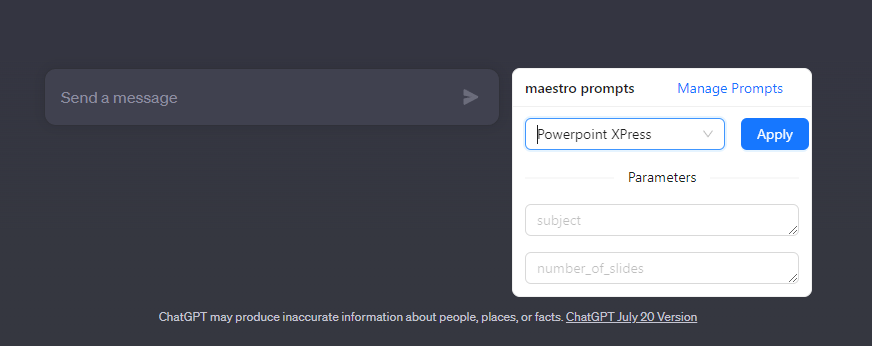 Send a message
maestro prompts
Manage Prompts
Powerpoint XPress
Apply
Parameters
subject
number_of_slides
ChatGPT may produce inaccurate information about people, places, or facts. ChatGPT July 20 Version